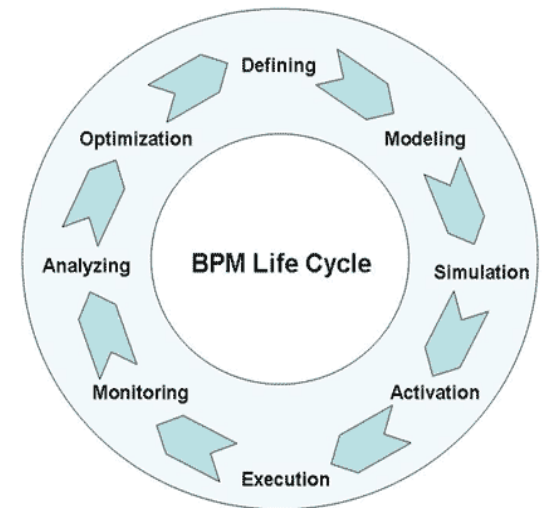 Defining
Modeling
Simulation
Activation
Execution
Monitoring
Analyzing
Optimization
BPM Life Cycle